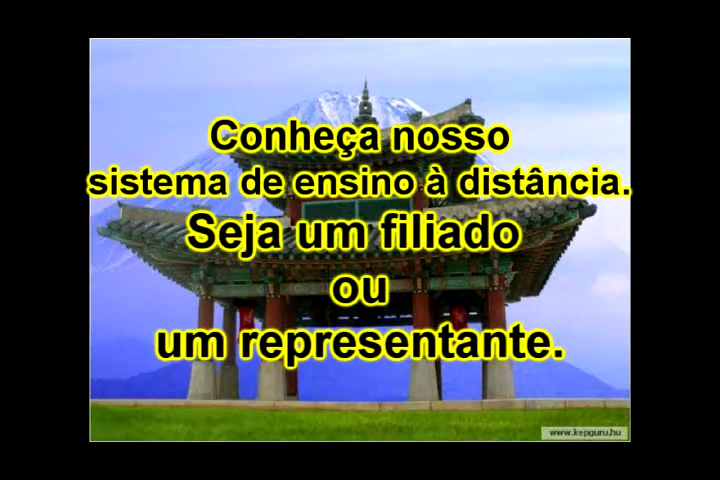 Conheça nosso
sistema de ensino à distância.
Seja um filiado
ou
um representante.
www.kepguru.hu